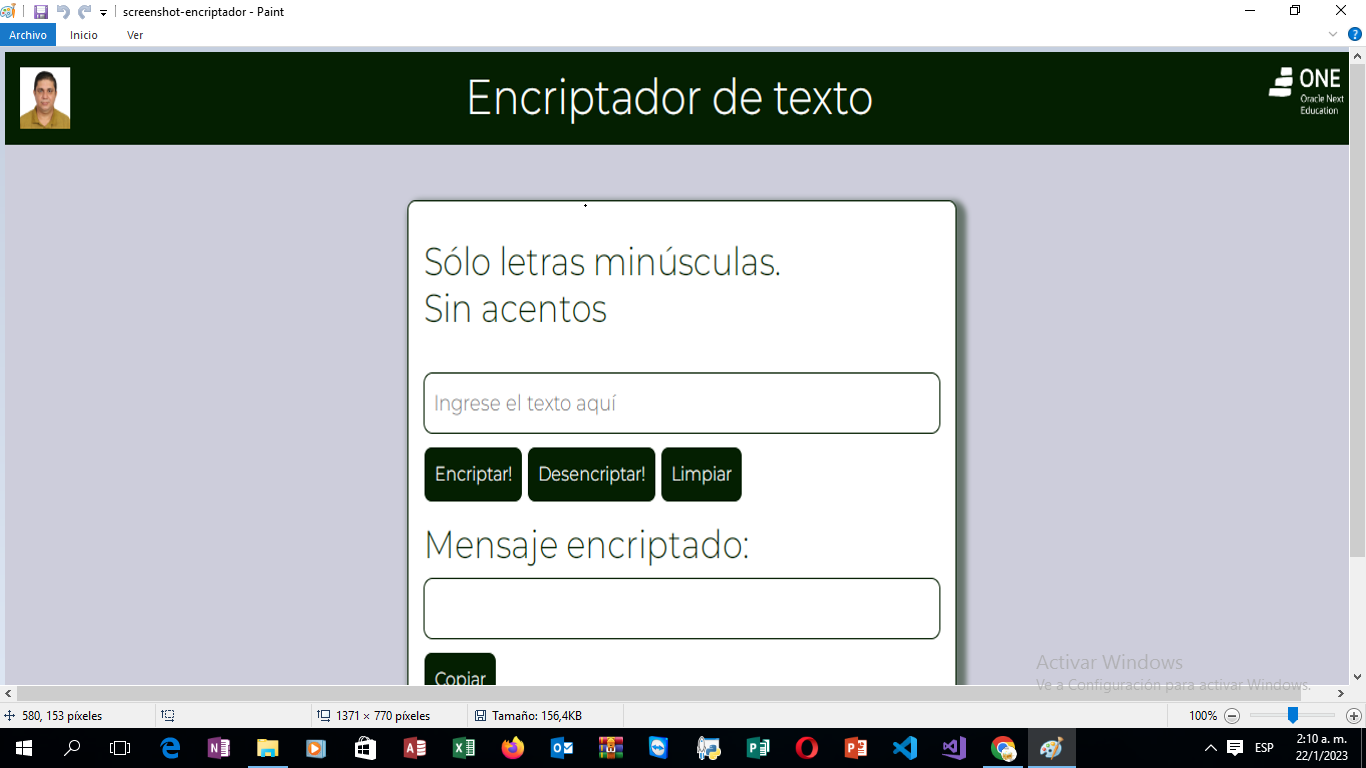 screenshot-encriptador - Paint
Archivo Inicio Ver
Encriptador de texto
ONE
Oracle Next
Education
Sólo letras minúsculas.
Sin acentos
Ingrese el texto aquí
Encriptar! Desencriptar! Limpiar
Mensaje encriptado:
Copiar
Activar Windows
Ve a Configuración para activar Windows.
580, 153 píxeles 1371 × 770 píxeles Tamaño: 156,4KB 100%
ESP
2:10 a. m.
22/1/2023